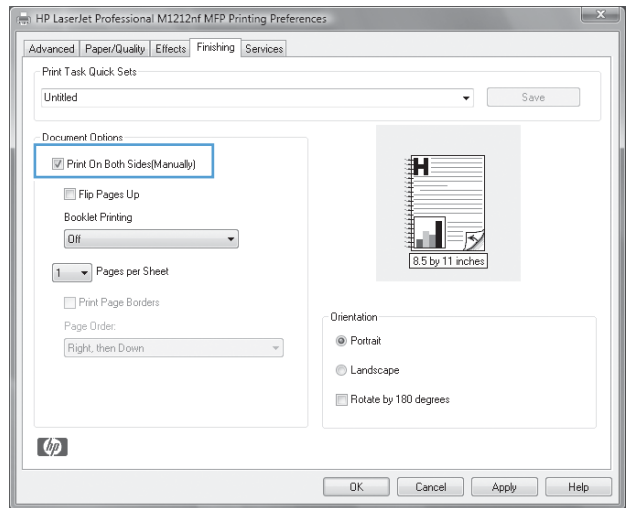 HP LaserJet Professional M1212nf MFP Printing Preferences
Advanced Paper/Quality Effects Finishing Services
Print Task Quick Sets
Untitled Save
Document Options
Print On Both Sides(Manually)
Flip Pages Up
Booklet Printing
Off
1 Pages per Sheet
Print Page Borders
Page Order:
Right, then Down
H
8.5 by 11 inches
Orientation
Portrait
Landscape
Rotate by 180 degrees
hp
OK Cancel Apply Help